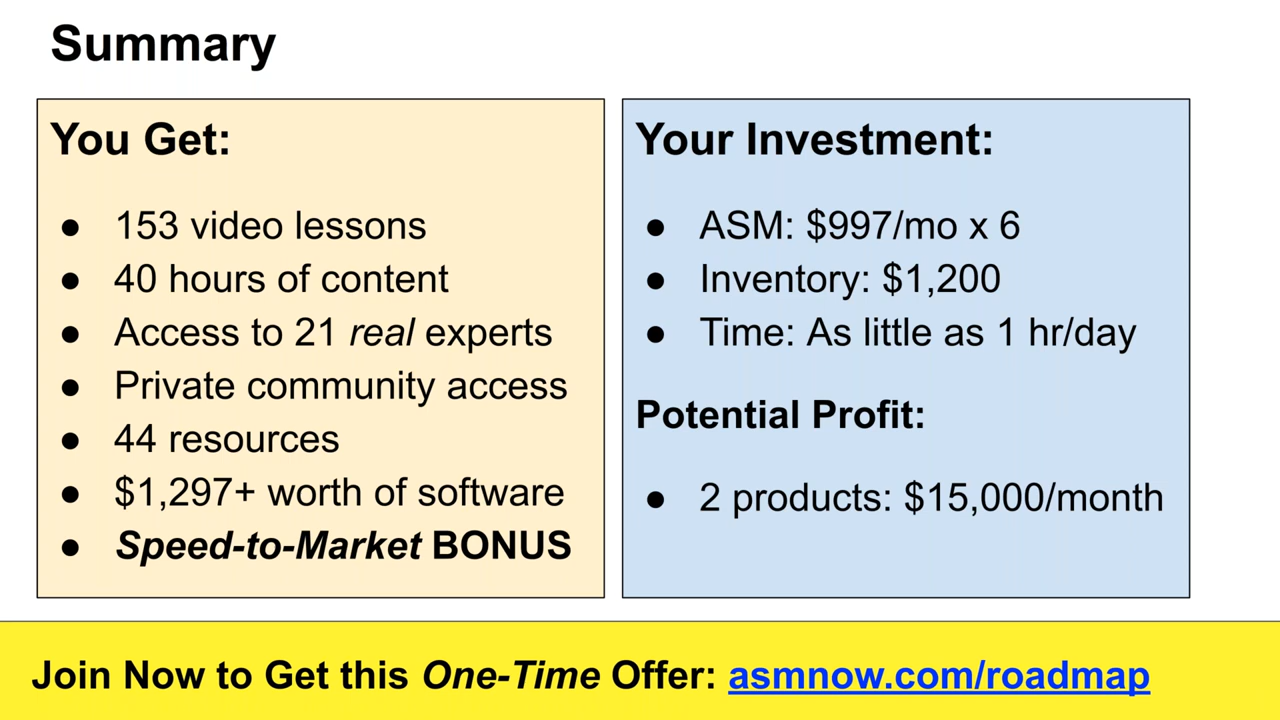 Summary
You Get:
● 153 video lessons
● 40 hours of content
● Access to 21 real experts
● Private community access
● 44 resources
● $1,297+ worth of software
● Speed-to-Market BONUS
Your Investment:
● ASM: $997/mo x 6
● Inventory: $1,200
● Time: As little as 1 hr/day
Potential Profit:
● 2 products: $15,000/month
Join Now to Get this One-Time Offer: asmnow.com/roadmap